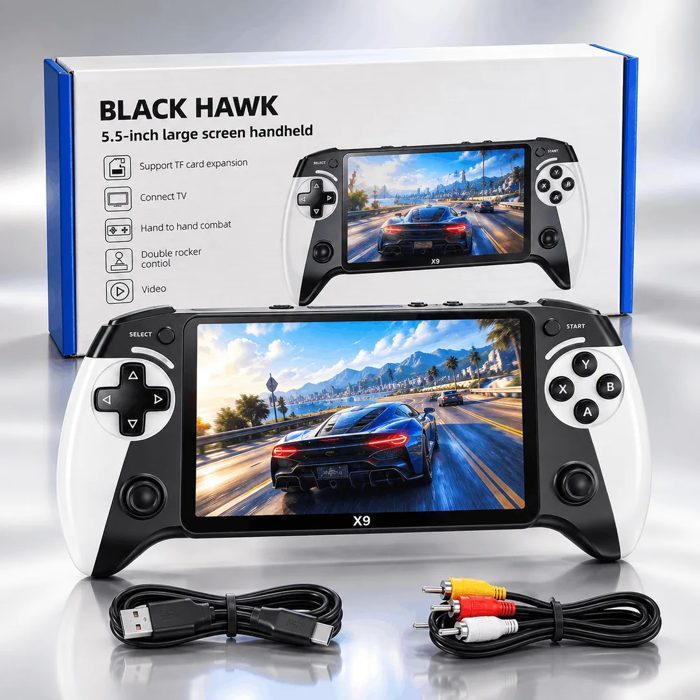 BLACK HAWK
5.5-inch large screen handheld
Support TF card expansion
Connect TV
Hand to hand combat
Double rocker
contiol
Video
SELECT
START
Y
X
B
A
X9
SELECT
START
Y
X
B
A
X9